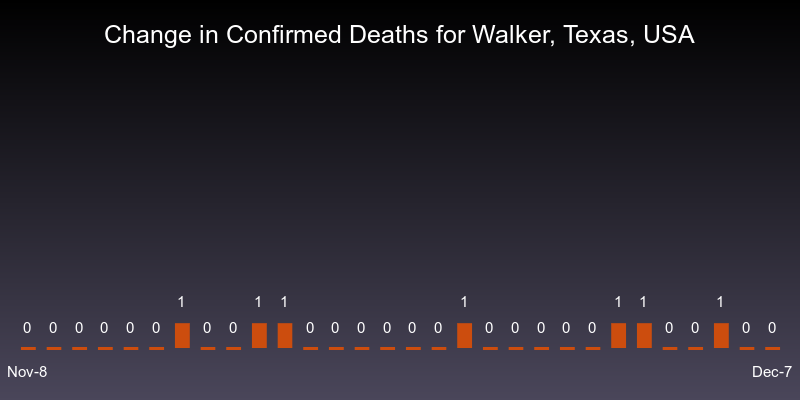 Change in Confirmed Deaths for Walker, Texas, USA
0 0 0 0 0 0 1 0 0 1 1 0 0 0 0 0 0 1 0 0 0 0 0 1 1 0 0 1 0 0
Nov-8 Dec-7